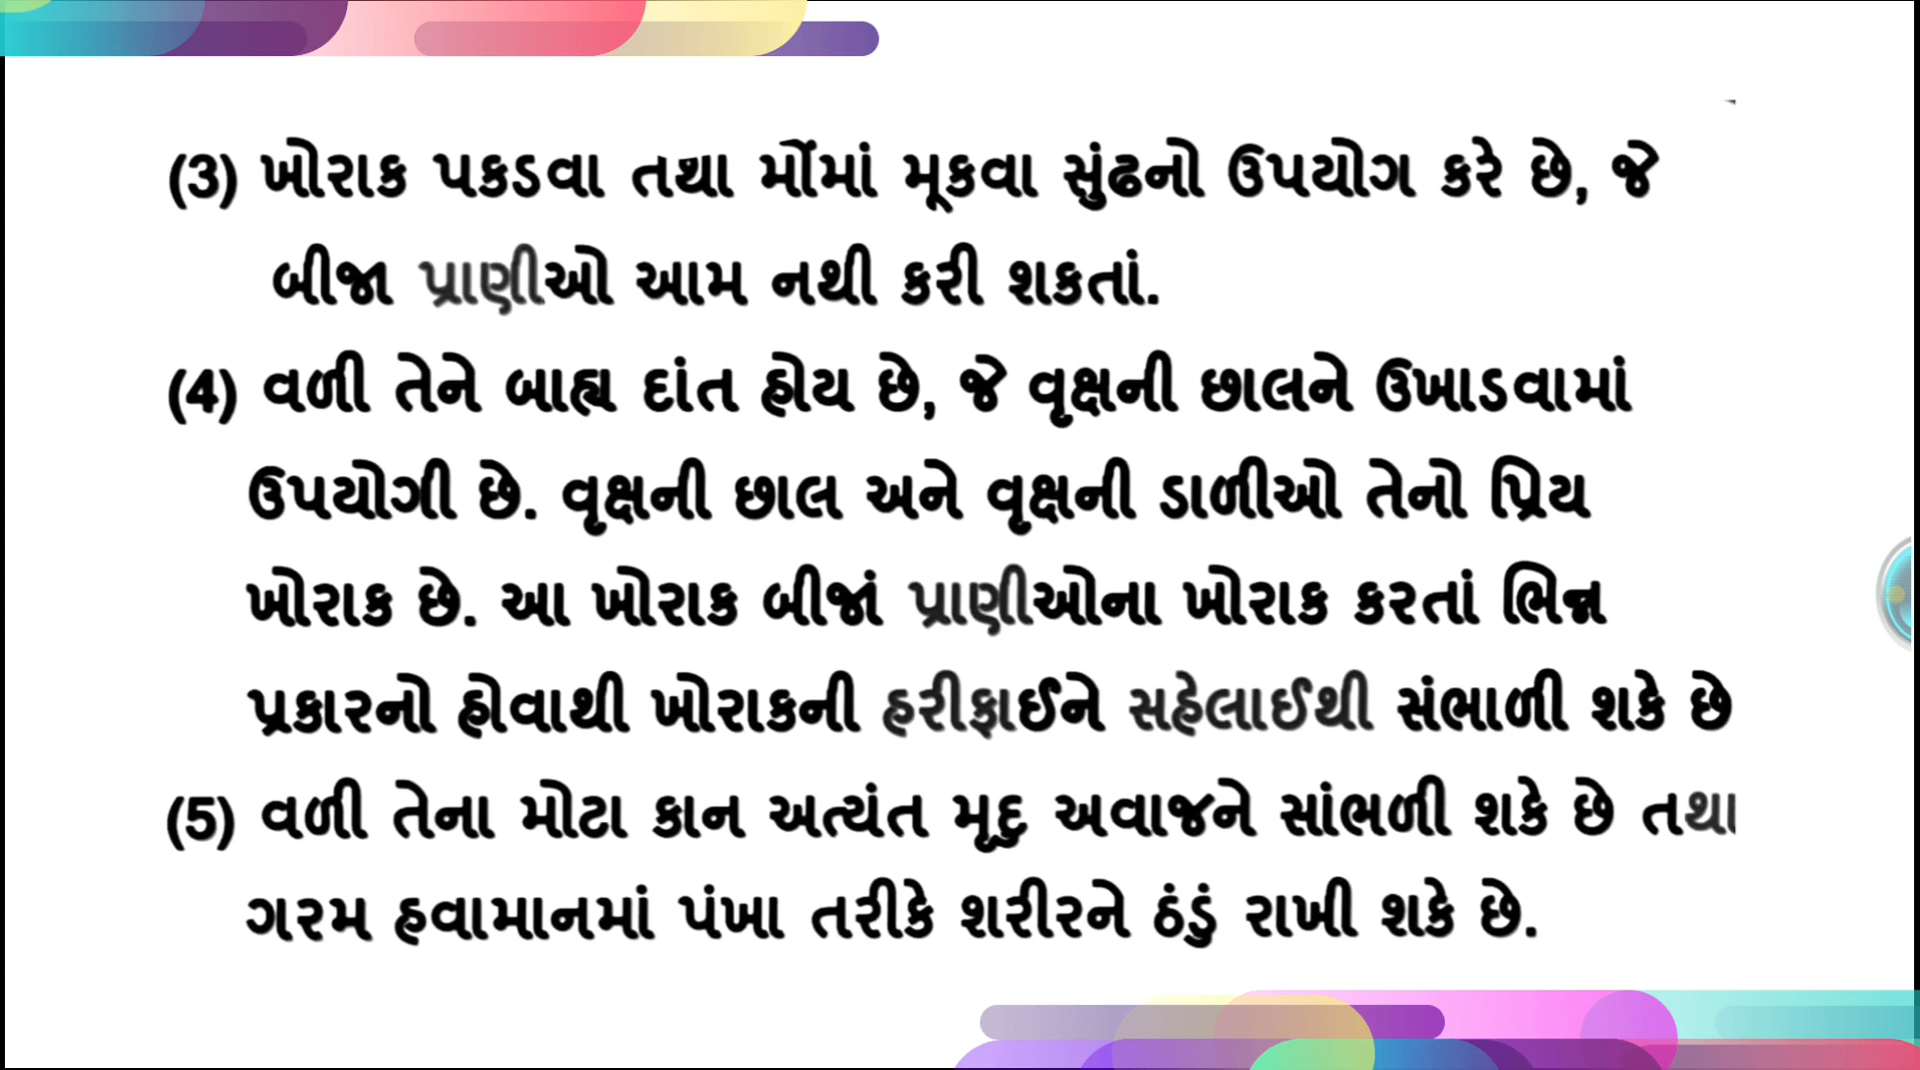 (3) ખોરાક પકડવા તથા મોંમાં મૂકવા સુંઢનો ઉપયોગ કરે છે, જે
બીજા પ્રાણીઓ આમ નથી કરી શકતાં.
(4) વળી તેને બાહ્ય દાંત હોય છે, જે વૃક્ષની છાલને ઉખાડવામાં
ઉપયોગી છે. વૃક્ષની છાલ અને વૃક્ષની ડાળીઓ તેનો પ્રિય
ખોરાક છે. આ ખોરાક બીજાં પ્રાણીઓના ખોરાક કરતાં ભિન્ન
પ્રકારનો હોવાથી ખોરાકની હરીફાઈને સહેલાઈથી સંભાળી શકે છે
(5) વળી તેના મોટા કાન અત્યંત મૃદુ અવાજને સાંભળી શકે છે તથા
ગરમ હવામાનમાં પંખા તરીકે શરીરને ઠંડું રાખી શકે છે.